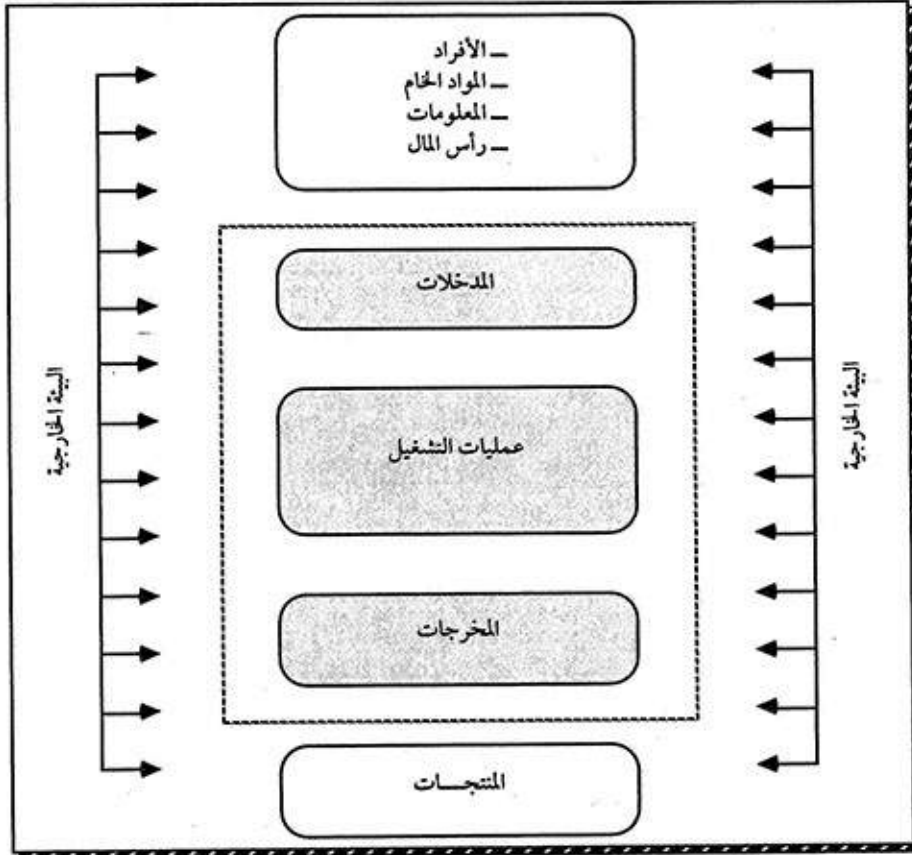 – الأفراد
– المواد الخام
– المعلومات
– رأس المال
المدخلات
البيئة الخارجية
البيئة الخارجية
عمليات التشغيل
المخرجات
المنتجـــات